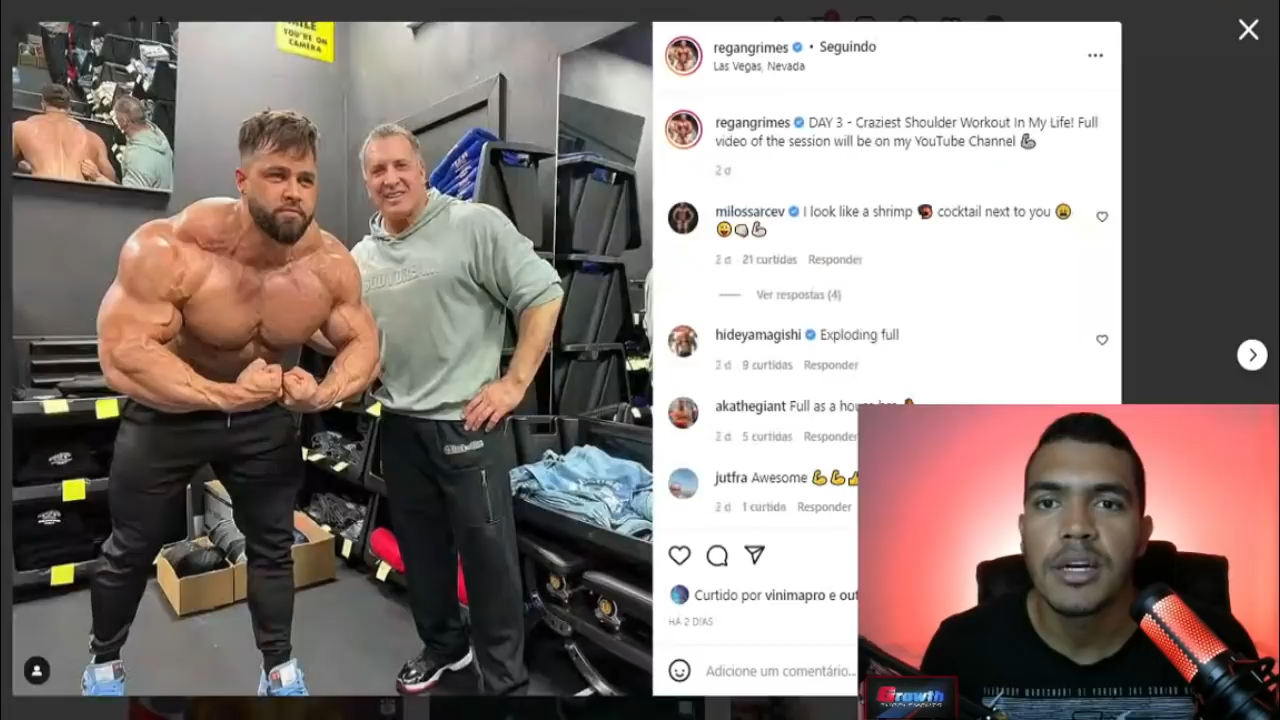 SMILE
YOU'RE ON
CAMERA
regangrimes • Seguindo
Las Vegas, Nevada
regangrimes DAY 3 - Craziest Shoulder Workout In My Life! Full
video of the session will be on my YouTube Channel 💪
2 d
milossarcev I look like a shrimp 🍤 cocktail next to you 😩
2 d 21 curtidas Responder
Ver respostas (4)
hideyamagishi Exploding full
2 d 9 curtidas Responder
akathegiant Full as a
2 d 5 curtidas Responder
jutfra Awesome 💪💪
2 d 1 curtida Responder
Curtido por vinimapro e out
HÁ 2 DIAS
Adicione um comentário...
Growth
SUPPLEMENTS